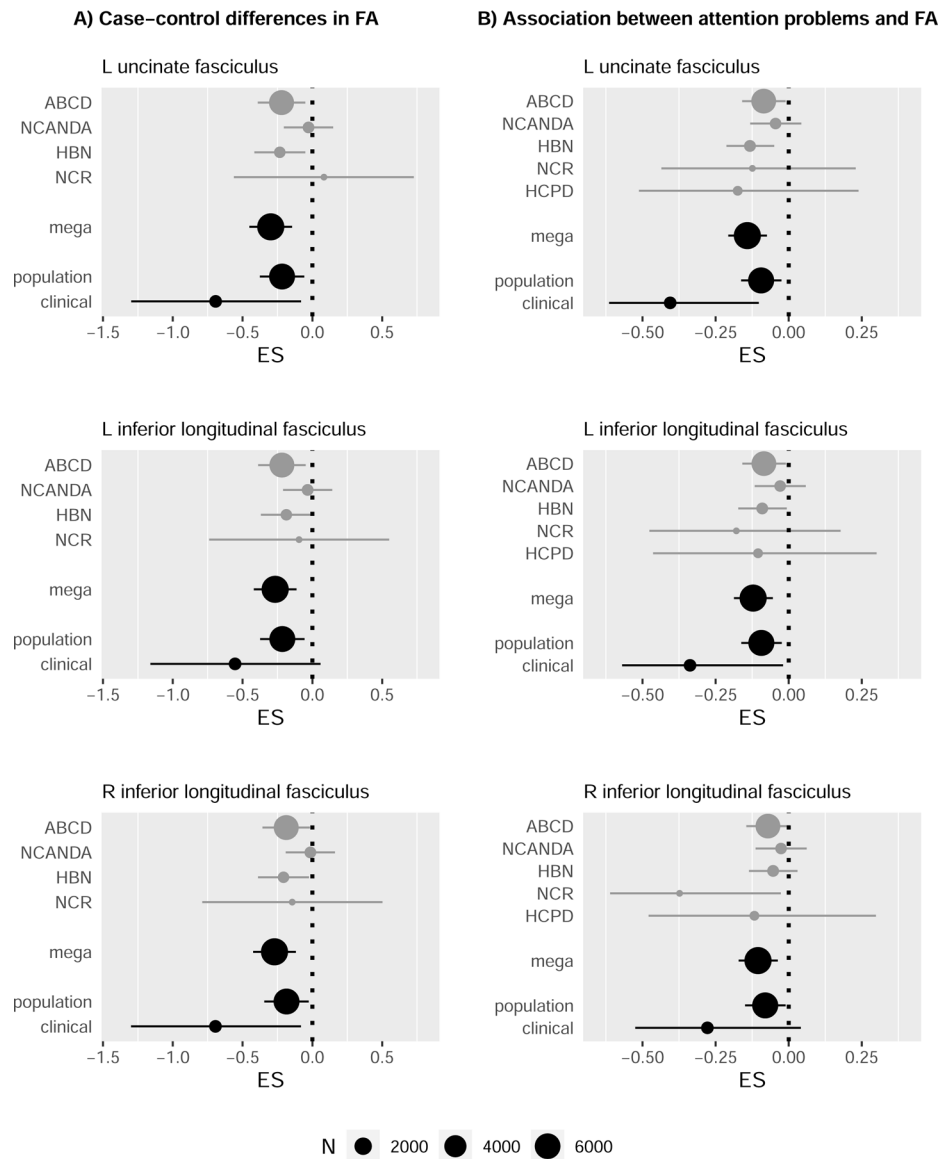 A) Case−control differences in FA
B) Association between attention problems and FA
L uncinate fasciculus
ABCD
NCANDA
HBN
NCR
mega
population
clinical
−1.5 −1.0 −0.5 0.0 0.5
ES
L uncinate fasciculus
ABCD
NCANDA
HBN
NCR
HCPD
mega
population
clinical
−0.50 −0.25 0.00 0.25
ES
L inferior longitudinal fasciculus
ABCD
NCANDA
HBN
NCR
mega
population
clinical
−1.5 −1.0 −0.5 0.0 0.5
ES
L inferior longitudinal fasciculus
ABCD
NCANDA
HBN
NCR
HCPD
mega
population
clinical
−0.50 −0.25 0.00 0.25
ES
R inferior longitudinal fasciculus
ABCD
NCANDA
HBN
NCR
mega
population
clinical
−1.5 −1.0 −0.5 0.0 0.5
ES
R inferior longitudinal fasciculus
ABCD
NCANDA
HBN
NCR
HCPD
mega
population
clinical
−0.50 −0.25 0.00 0.25
ES
N 2000 4000 6000